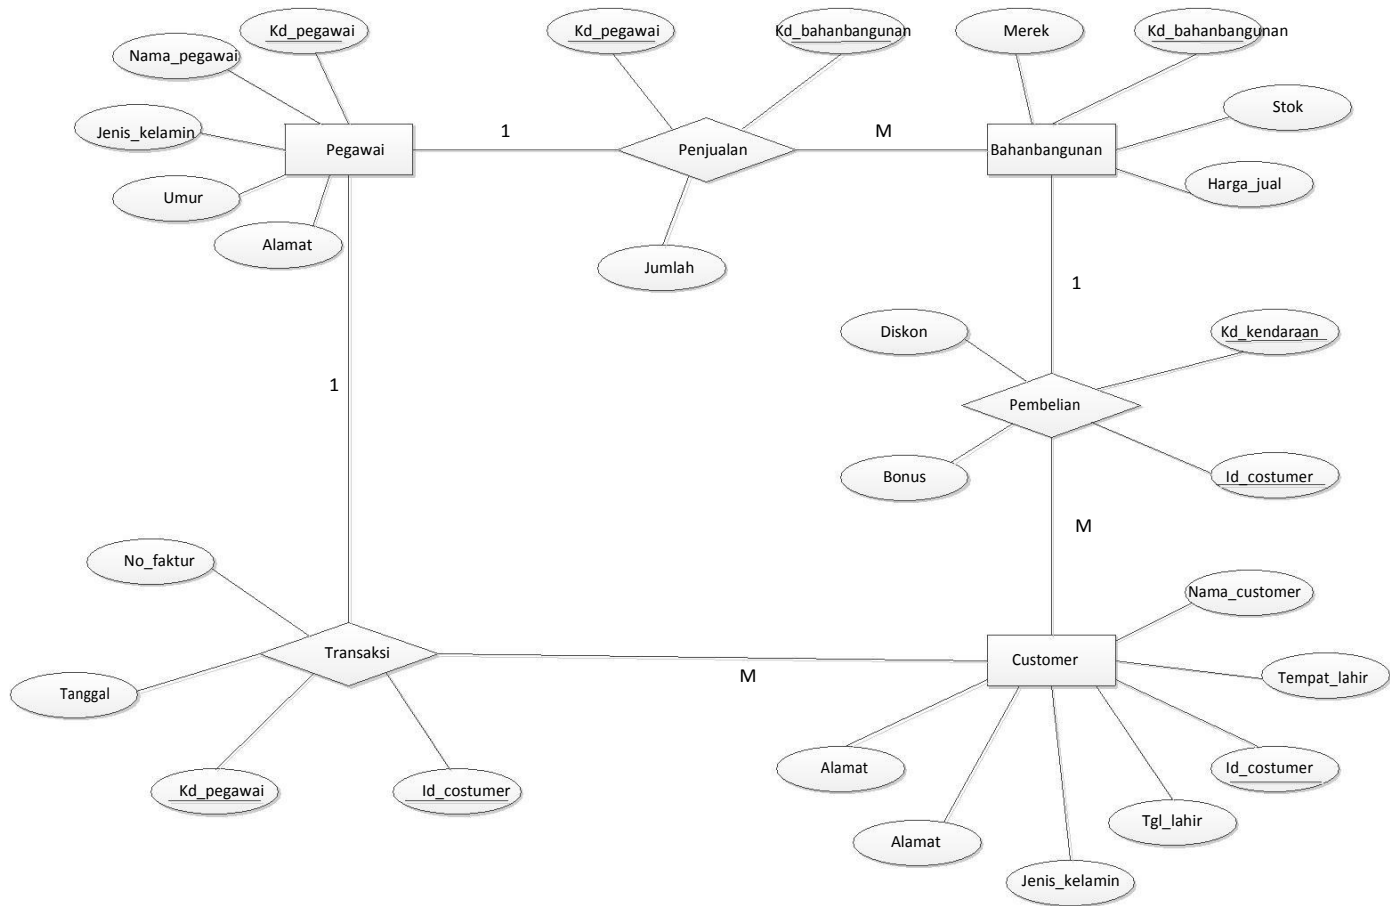 Kd_pegawai
Kd_pegawai
Kd_bahanbangunan
Merek
Kd_bahanbangunan
Nama_pegawai
Stok
Jenis_kelamin
1
M
Pegawai
Penjualan
Bahanbangunan
Umur
Harga_jual
Alamat
Jumlah
1
Diskon
Kd_kendaraan
1
Pembelian
Bonus
Id_costumer
M
No_faktur
Nama_customer
Transaksi
Customer
M
Tanggal
Tempat_lahir
Alamat
Id_costumer
Kd_pegawai
Id_costumer
Tgl_lahir
Alamat
Jenis_kelamin